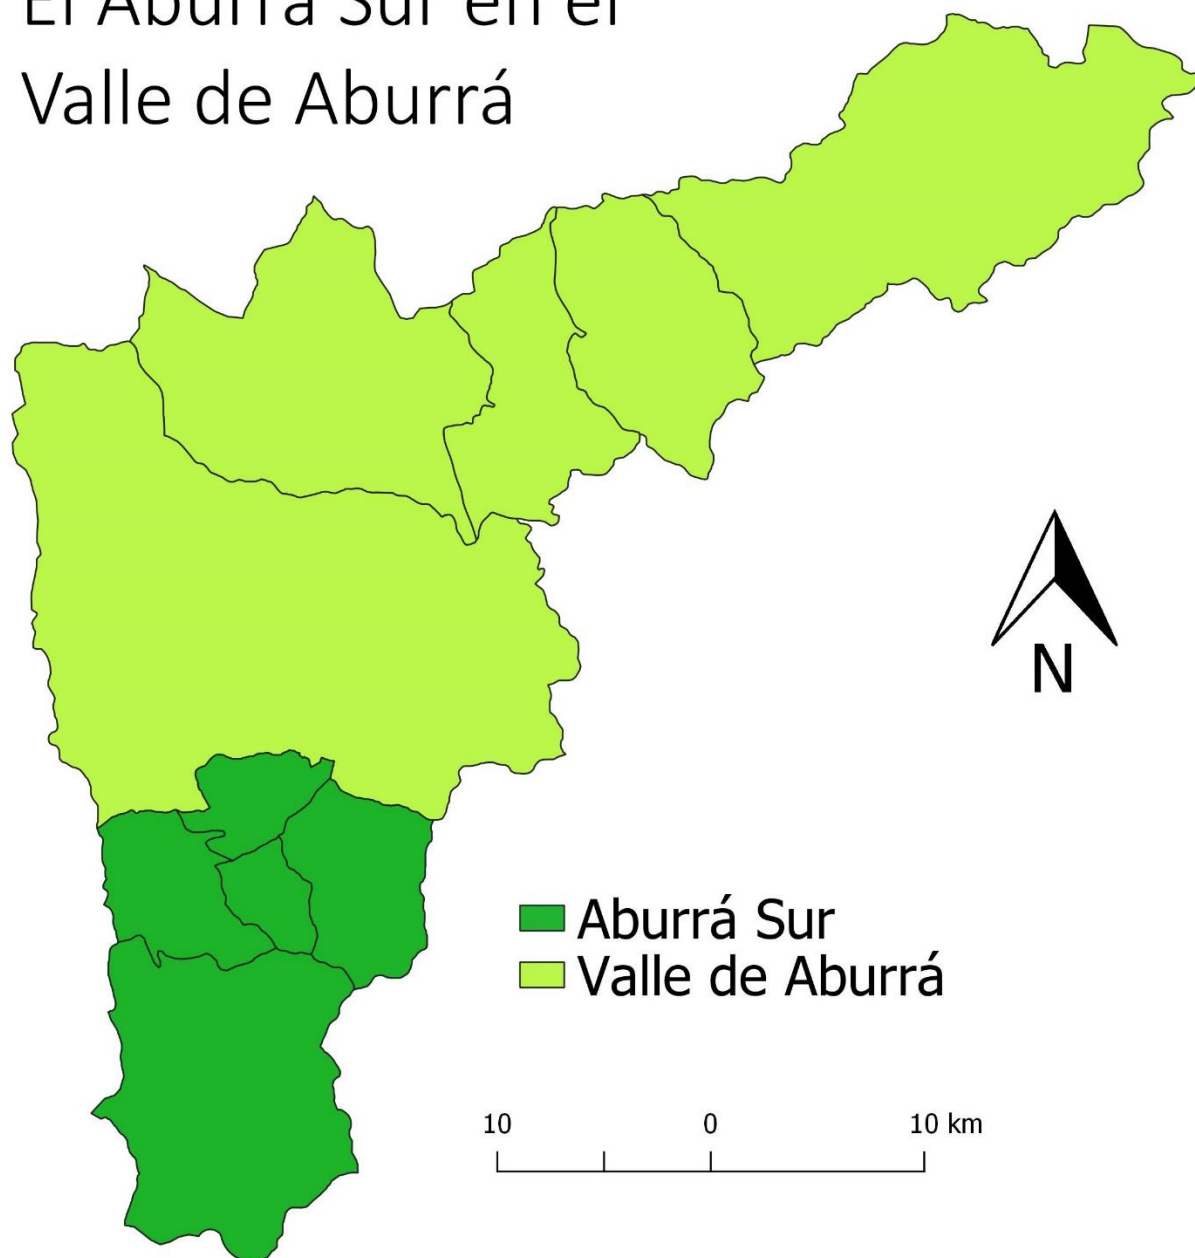 El Aburrá Sur en el
Valle de Aburrá
N
Aburrá Sur
Valle de Aburrá
10 0 10 km